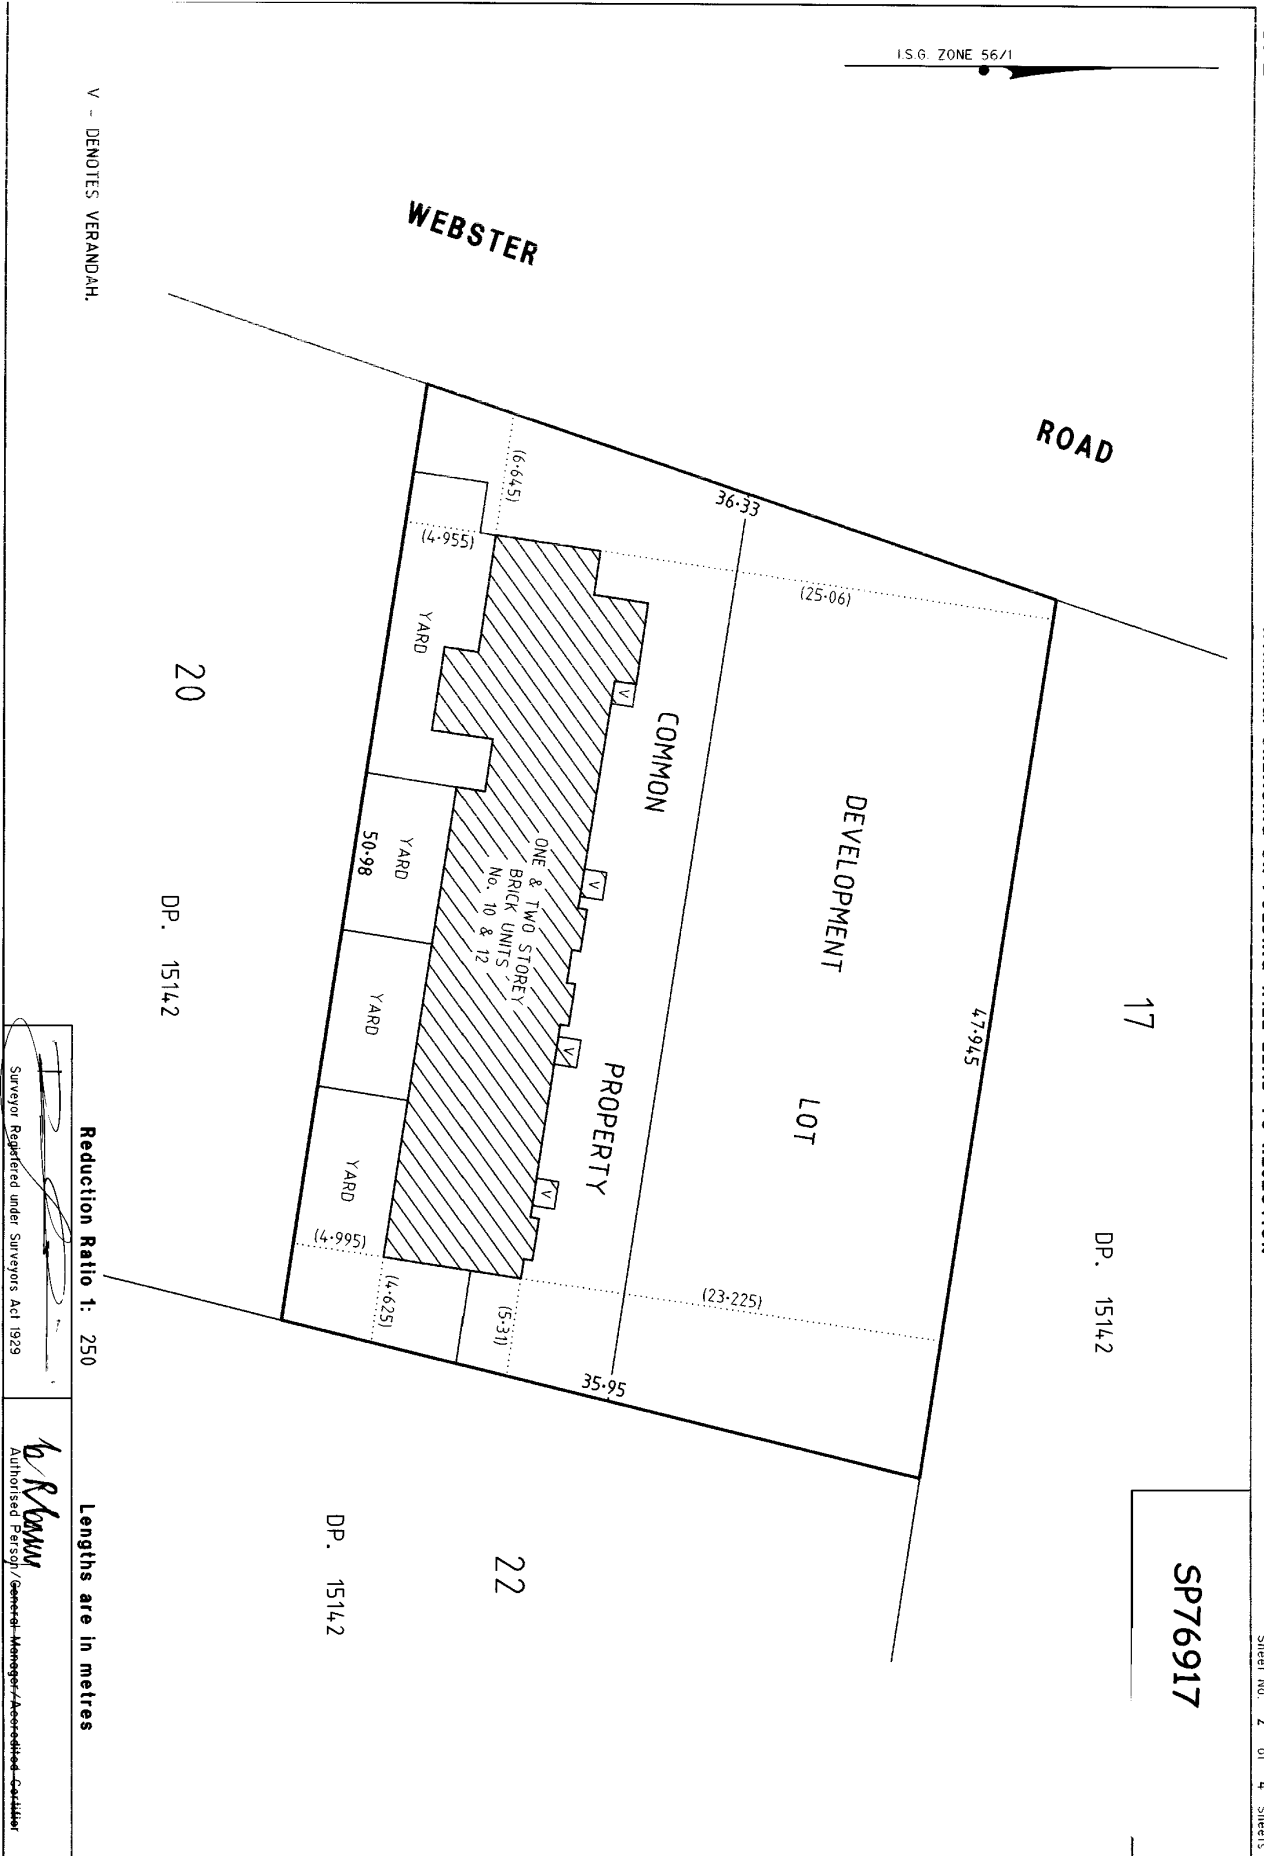 Sheet No. 2 of 4 Sheets
SP76917
I.S.G. ZONE 56/1
WEBSTER ROAD
V - DENOTES VERANDAH.
36·33
(6·645)
(4·955)
(25·06)
YARD
V
COMMON
DEVELOPMENT
17
DP. 15142
20
DP. 15142
YARD
50·98
ONE & TWO STOREY
BRICK UNITS
No. 10 & 12
V
47·945
YARD
V
PROPERTY
LOT
YARD
V
(4·995)
(4·625)
(5·31)
(23·225)
35·95
22
DP. 15142
Reduction Ratio 1: 250
Lengths are in metres
Surveyor Registered under Surveyors Act 1929
Authorised Person/General Manager/Accredited Certifier